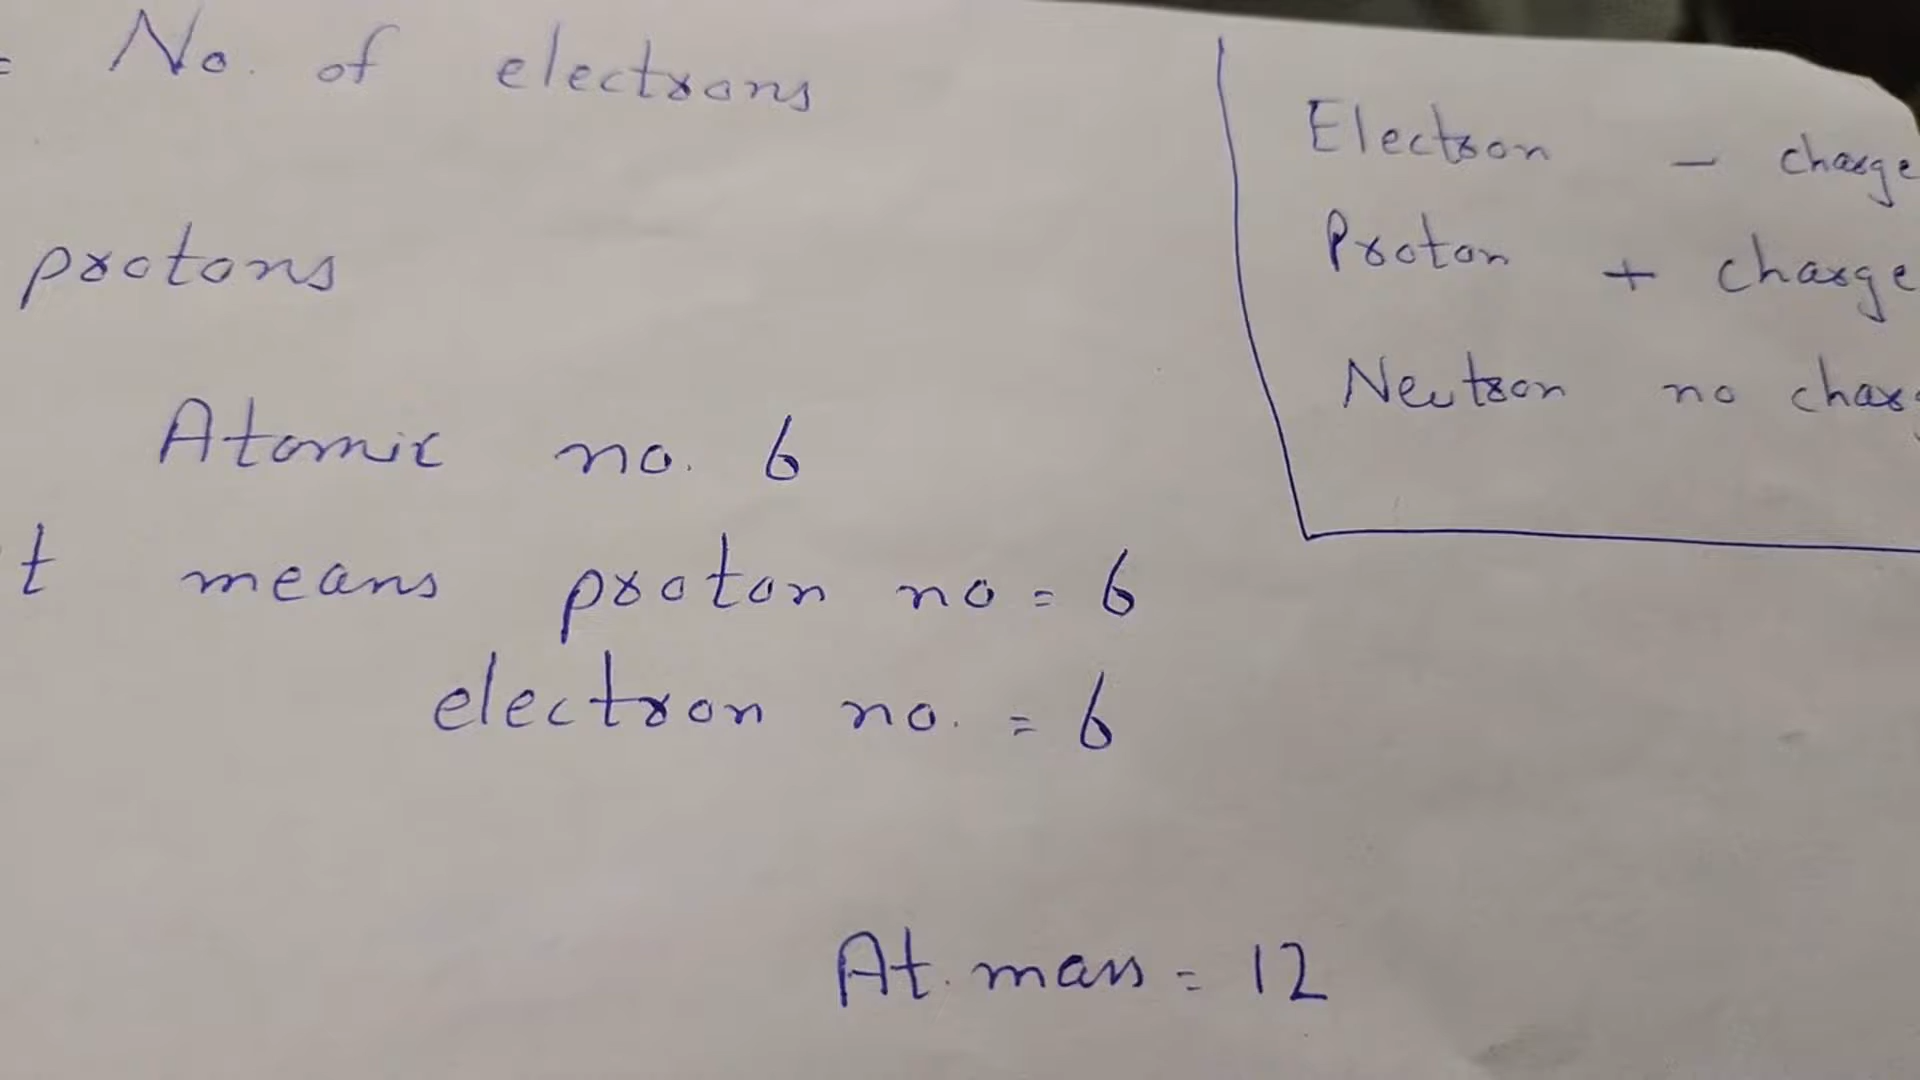 = No. of electrons
protons
Atomic no. 6
t means proton no = 6
electron no. = 6
At. mass = 12
Electron - charge
Proton + charge
Neutron no charg